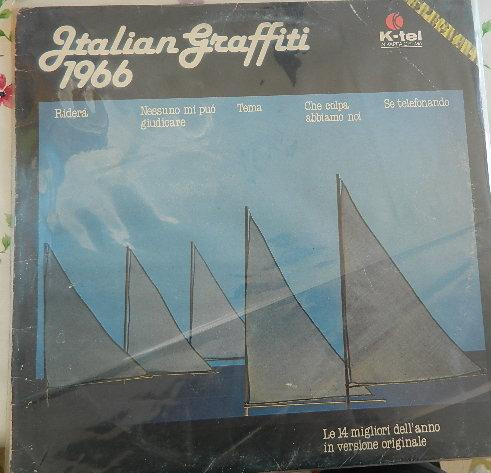 Italian Graffiti
1966
K-tel
Riderà
Nessuno mi può
giudicare
Tema
Che colpa
abbiamo noi
Se telefonando
Le 14 migliori dell'anno
in versione originale